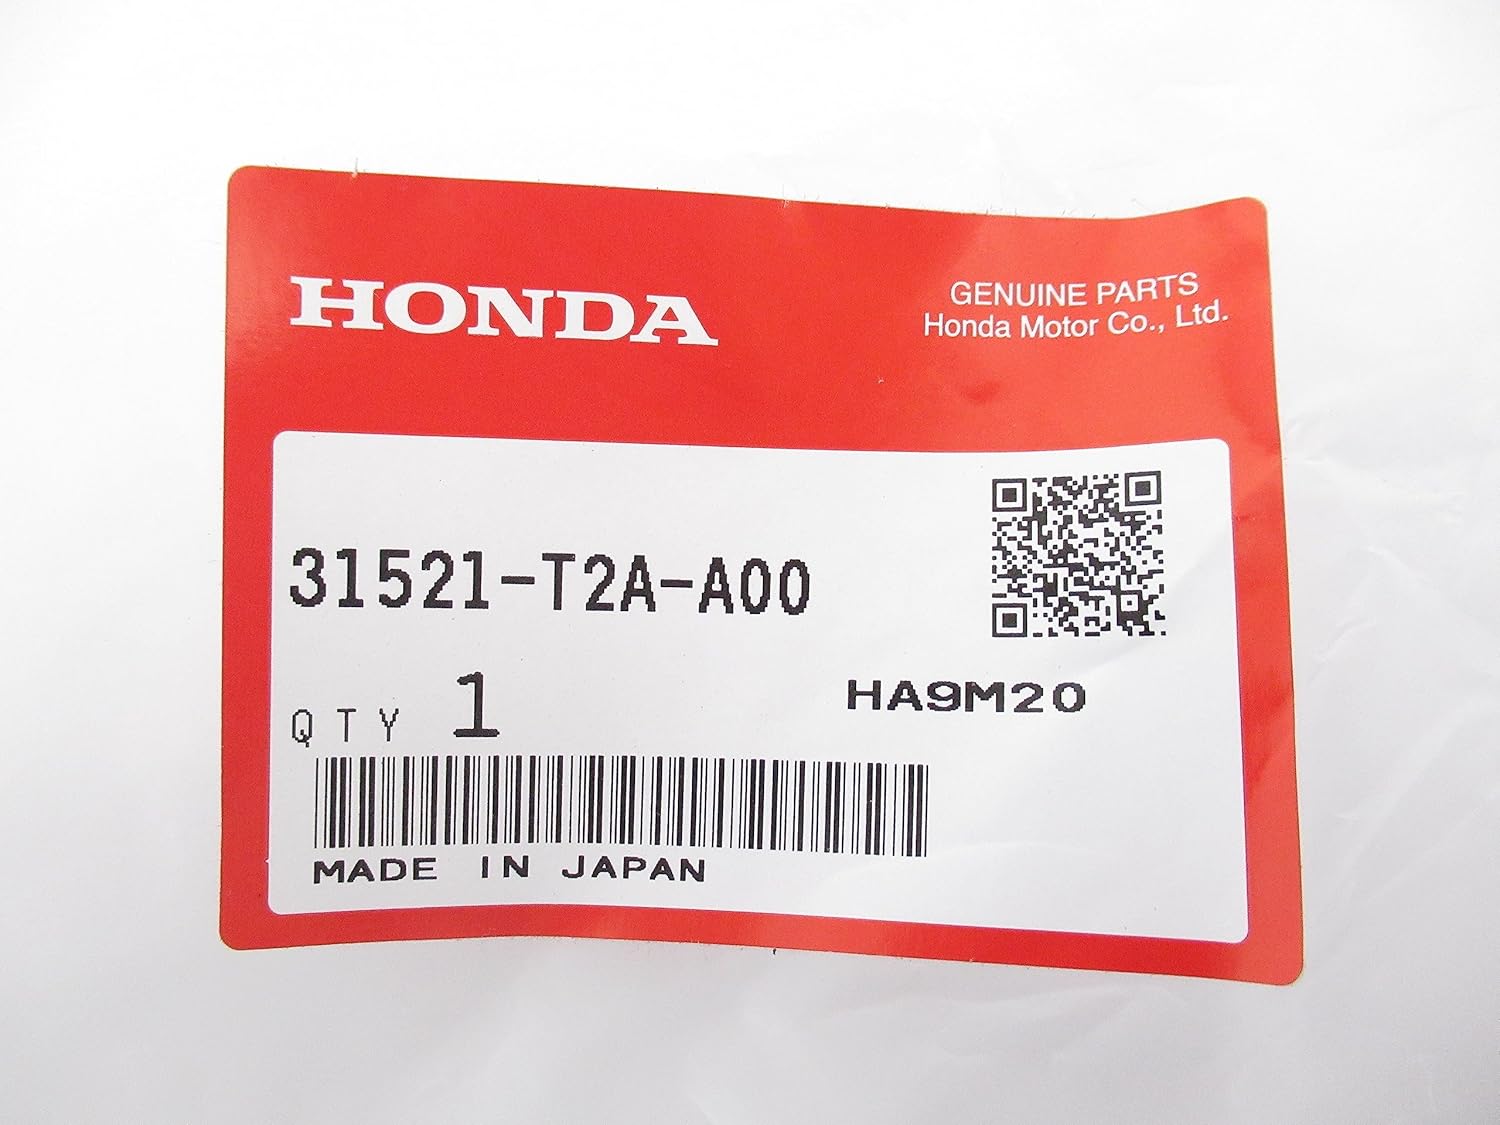 HONDA
GENUINE PARTS
Honda Motor Co., Ltd.
31521-T2A-A00
QTY 1
HA9M20
MADE IN JAPAN